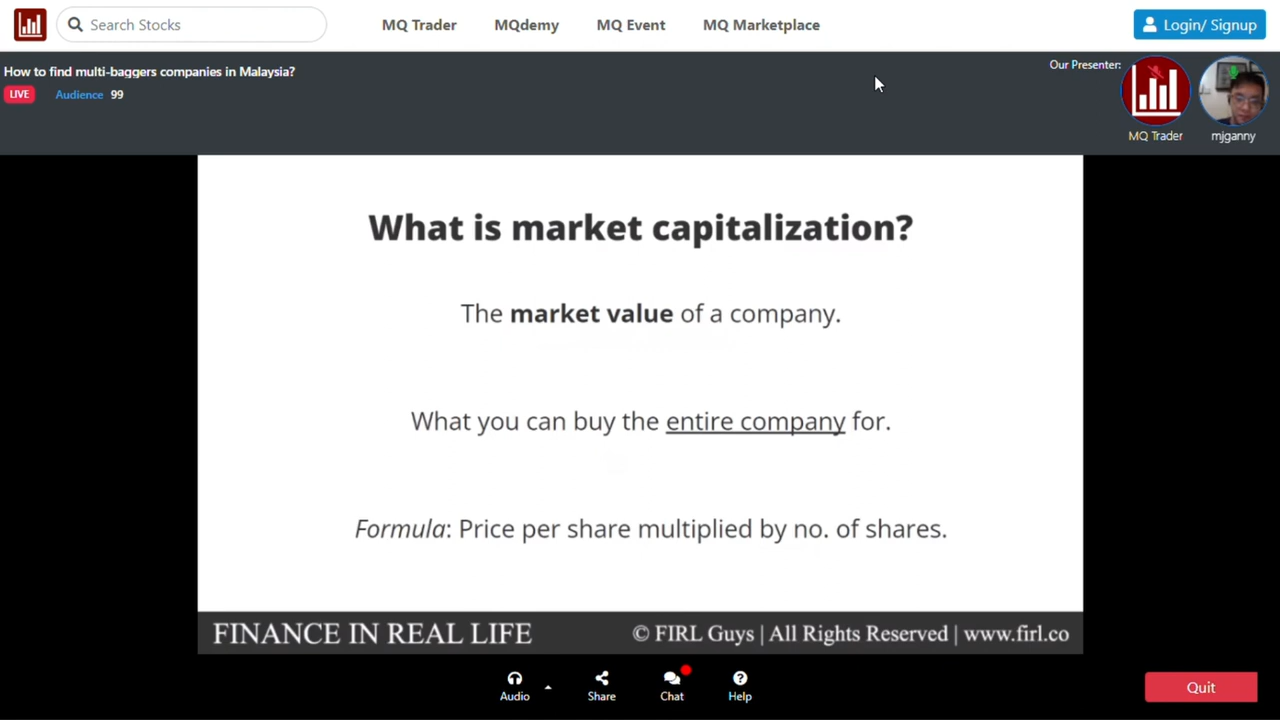 Search Stocks
MQ Trader
MQdemy
MQ Event
MQ Marketplace
Login/ Signup
How to find multi-baggers companies in Malaysia?
LIVE
Audience 99
Our Presenter:
MQ Trader
mjganny
What is market capitalization?
The market value of a company.
What you can buy the entire company for.
Formula: Price per share multiplied by no. of shares.
FINANCE IN REAL LIFE
© FIRL Guys | All Rights Reserved | www.firl.co
Audio
Share
Chat
Help
Quit